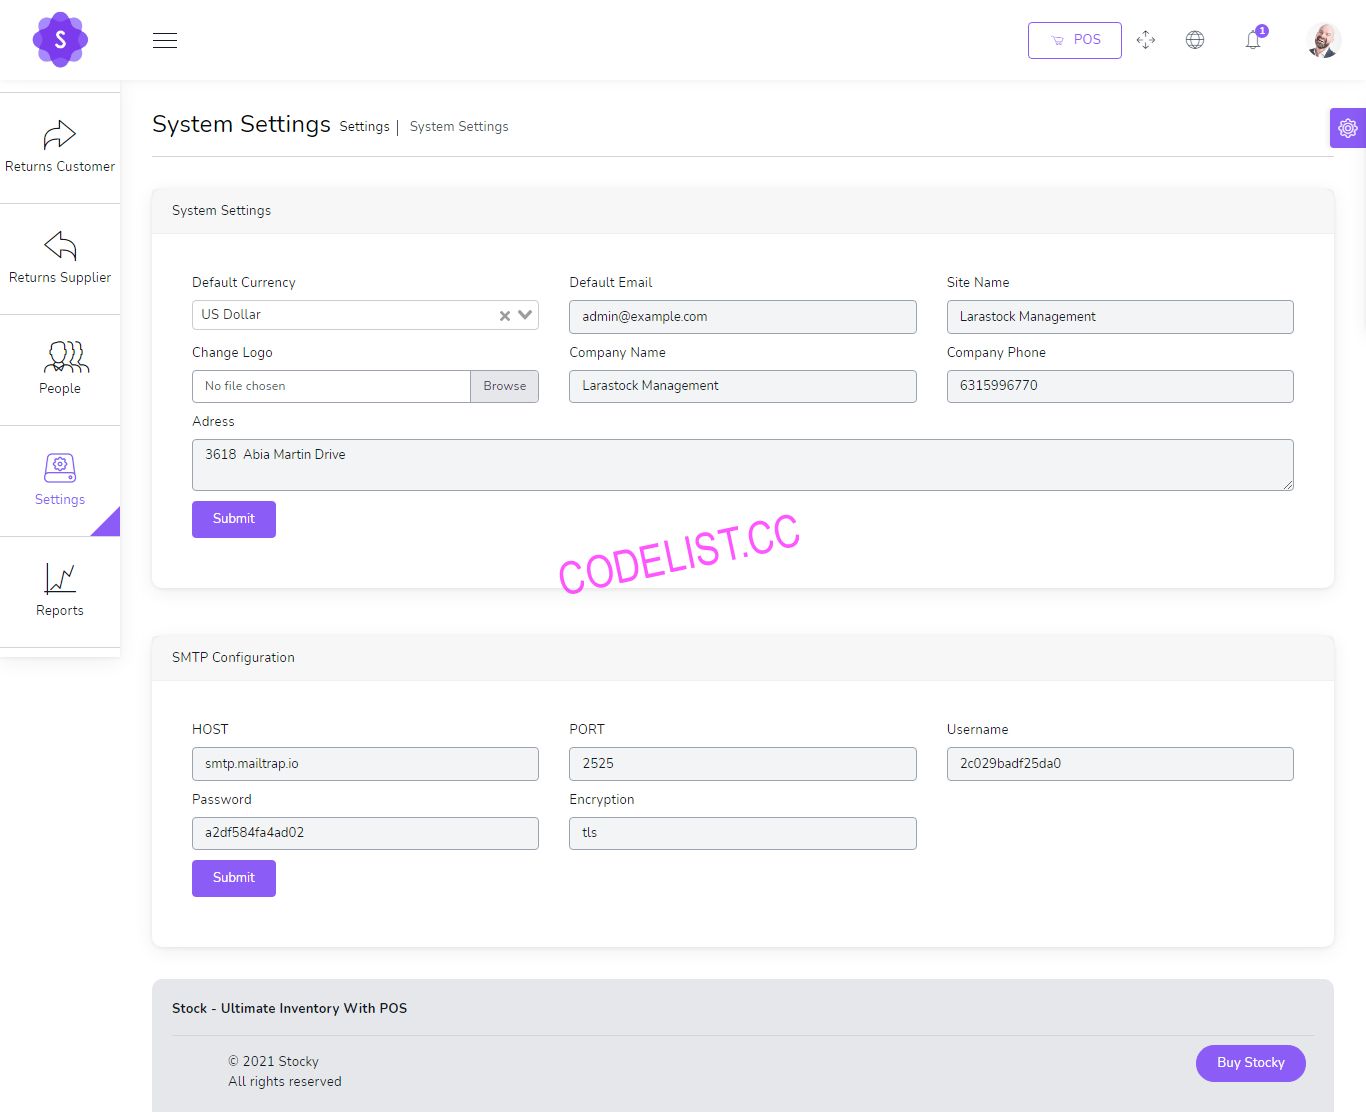 S
POS
1
Returns Customer
Returns Supplier
People
Settings
Reports
System Settings Settings | System Settings
System Settings
Default Currency Default Email Site Name
US Dollar admin@example.com Larastock Management
Change Logo Company Name Company Phone
No file chosen Browse Larastock Management 6315996770
Adress
3618 Abia Martin Drive
Submit
CODELIST.CC
SMTP Configuration
HOST PORT Username
smtp.mailtrap.io 2525 2c029badf25da0
Password Encryption
a2df584fa4ad02 tls
Submit
Stock - Ultimate Inventory With POS
© 2021 Stocky
All rights reserved
Buy Stocky